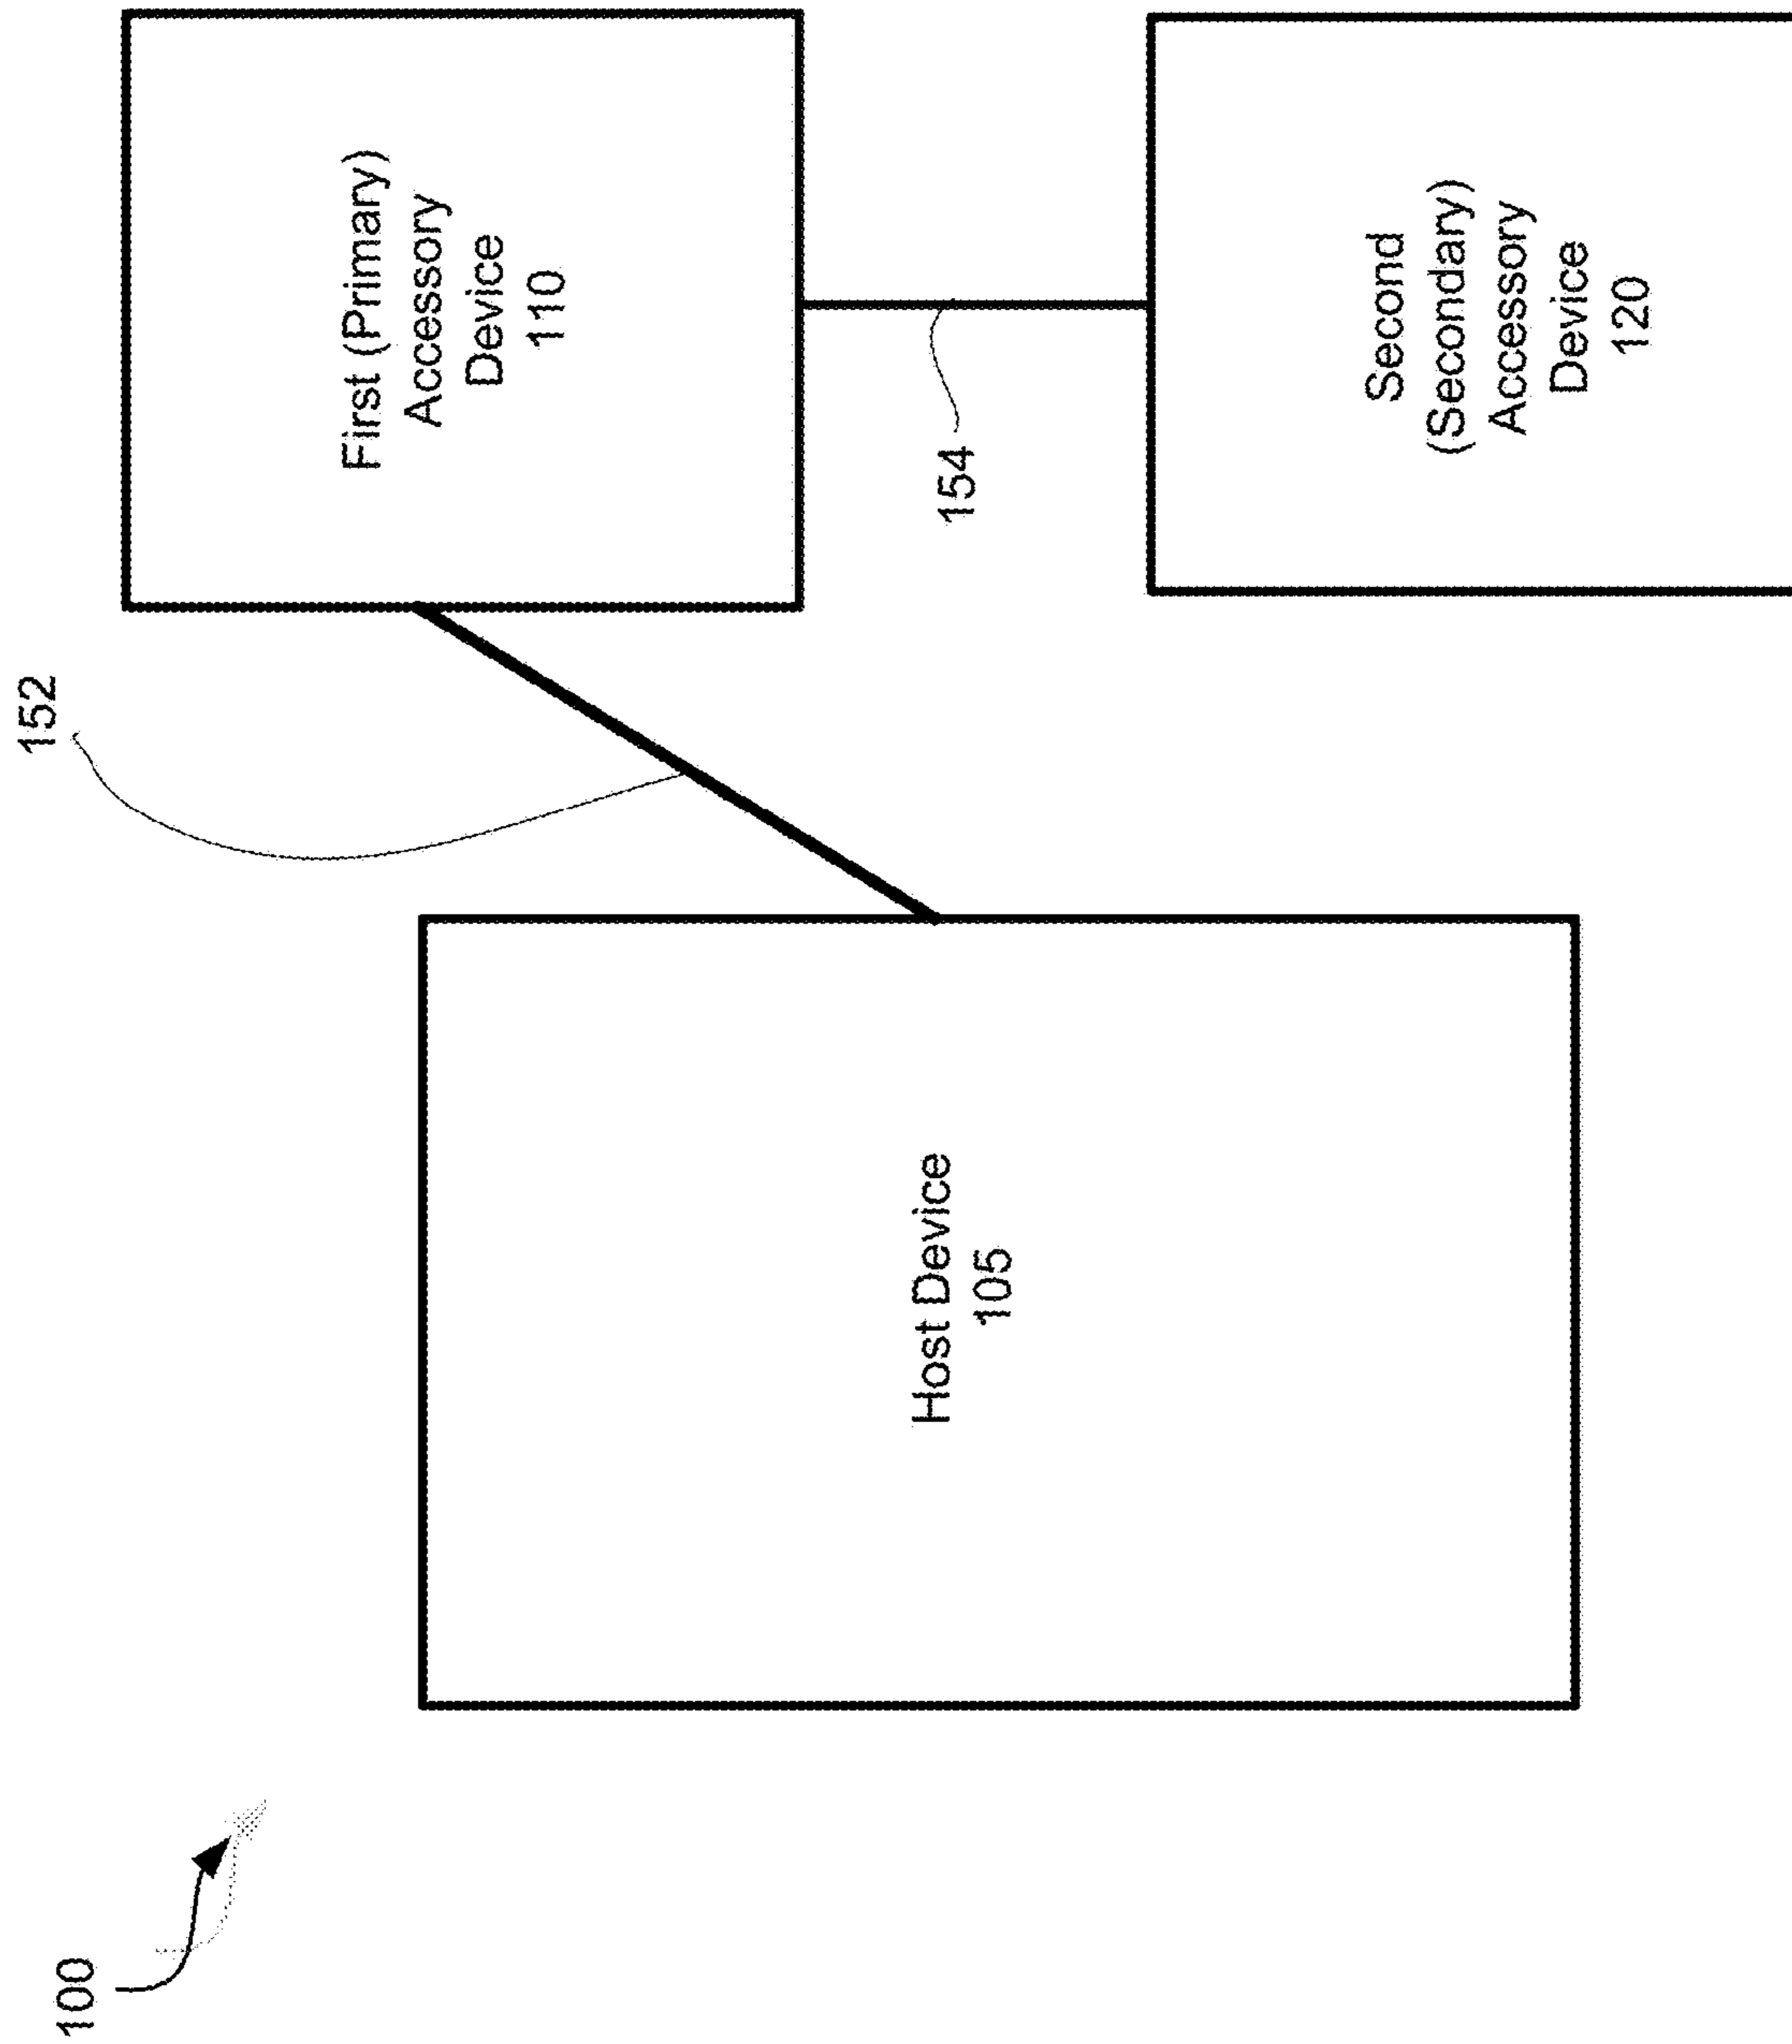 100
152
Host Device
105
First (Primary)
Accessory
Device
110
154
Second
(Secondary)
Accessory
Device
120